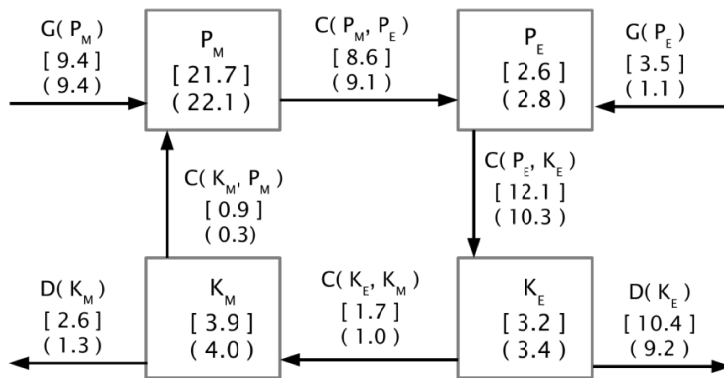 G(P_M)
[9.4]
(9.4)
P_M
[21.7]
(22.1)
C(P_M, P_E)
[8.6]
(9.1)
P_E
[2.6]
(2.8)
G(P_E)
[3.5]
(1.1)
C(K_M, P_M)
[0.9]
(0.3)
C(P_E, K_E)
[12.1]
(10.3)
D(K_M)
[2.6]
(1.3)
K_M
[3.9]
(4.0)
C(K_E, K_M)
[1.7]
(1.0)
K_E
[3.2]
(3.4)
D(K_E)
[10.4]
(9.2)